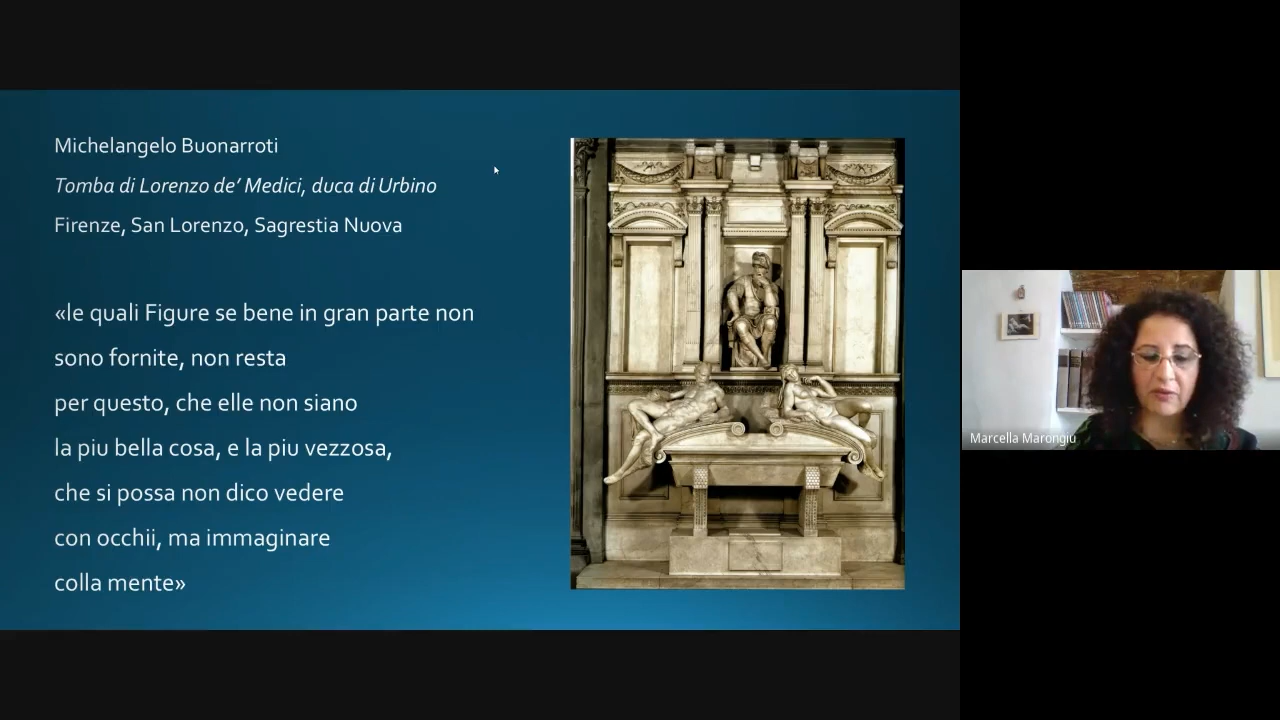 Michelangelo Buonarroti
Tomba di Lorenzo de’ Medici, duca di Urbino
Firenze, San Lorenzo, Sagrestia Nuova
«le quali Figure se bene in gran parte non
sono fornite, non resta
per questo, che elle non siano
la piu bella cosa, e la piu vezzosa,
che si possa non dico vedere
con occhii, ma immaginare
colla mente»
Marcella Marongiu